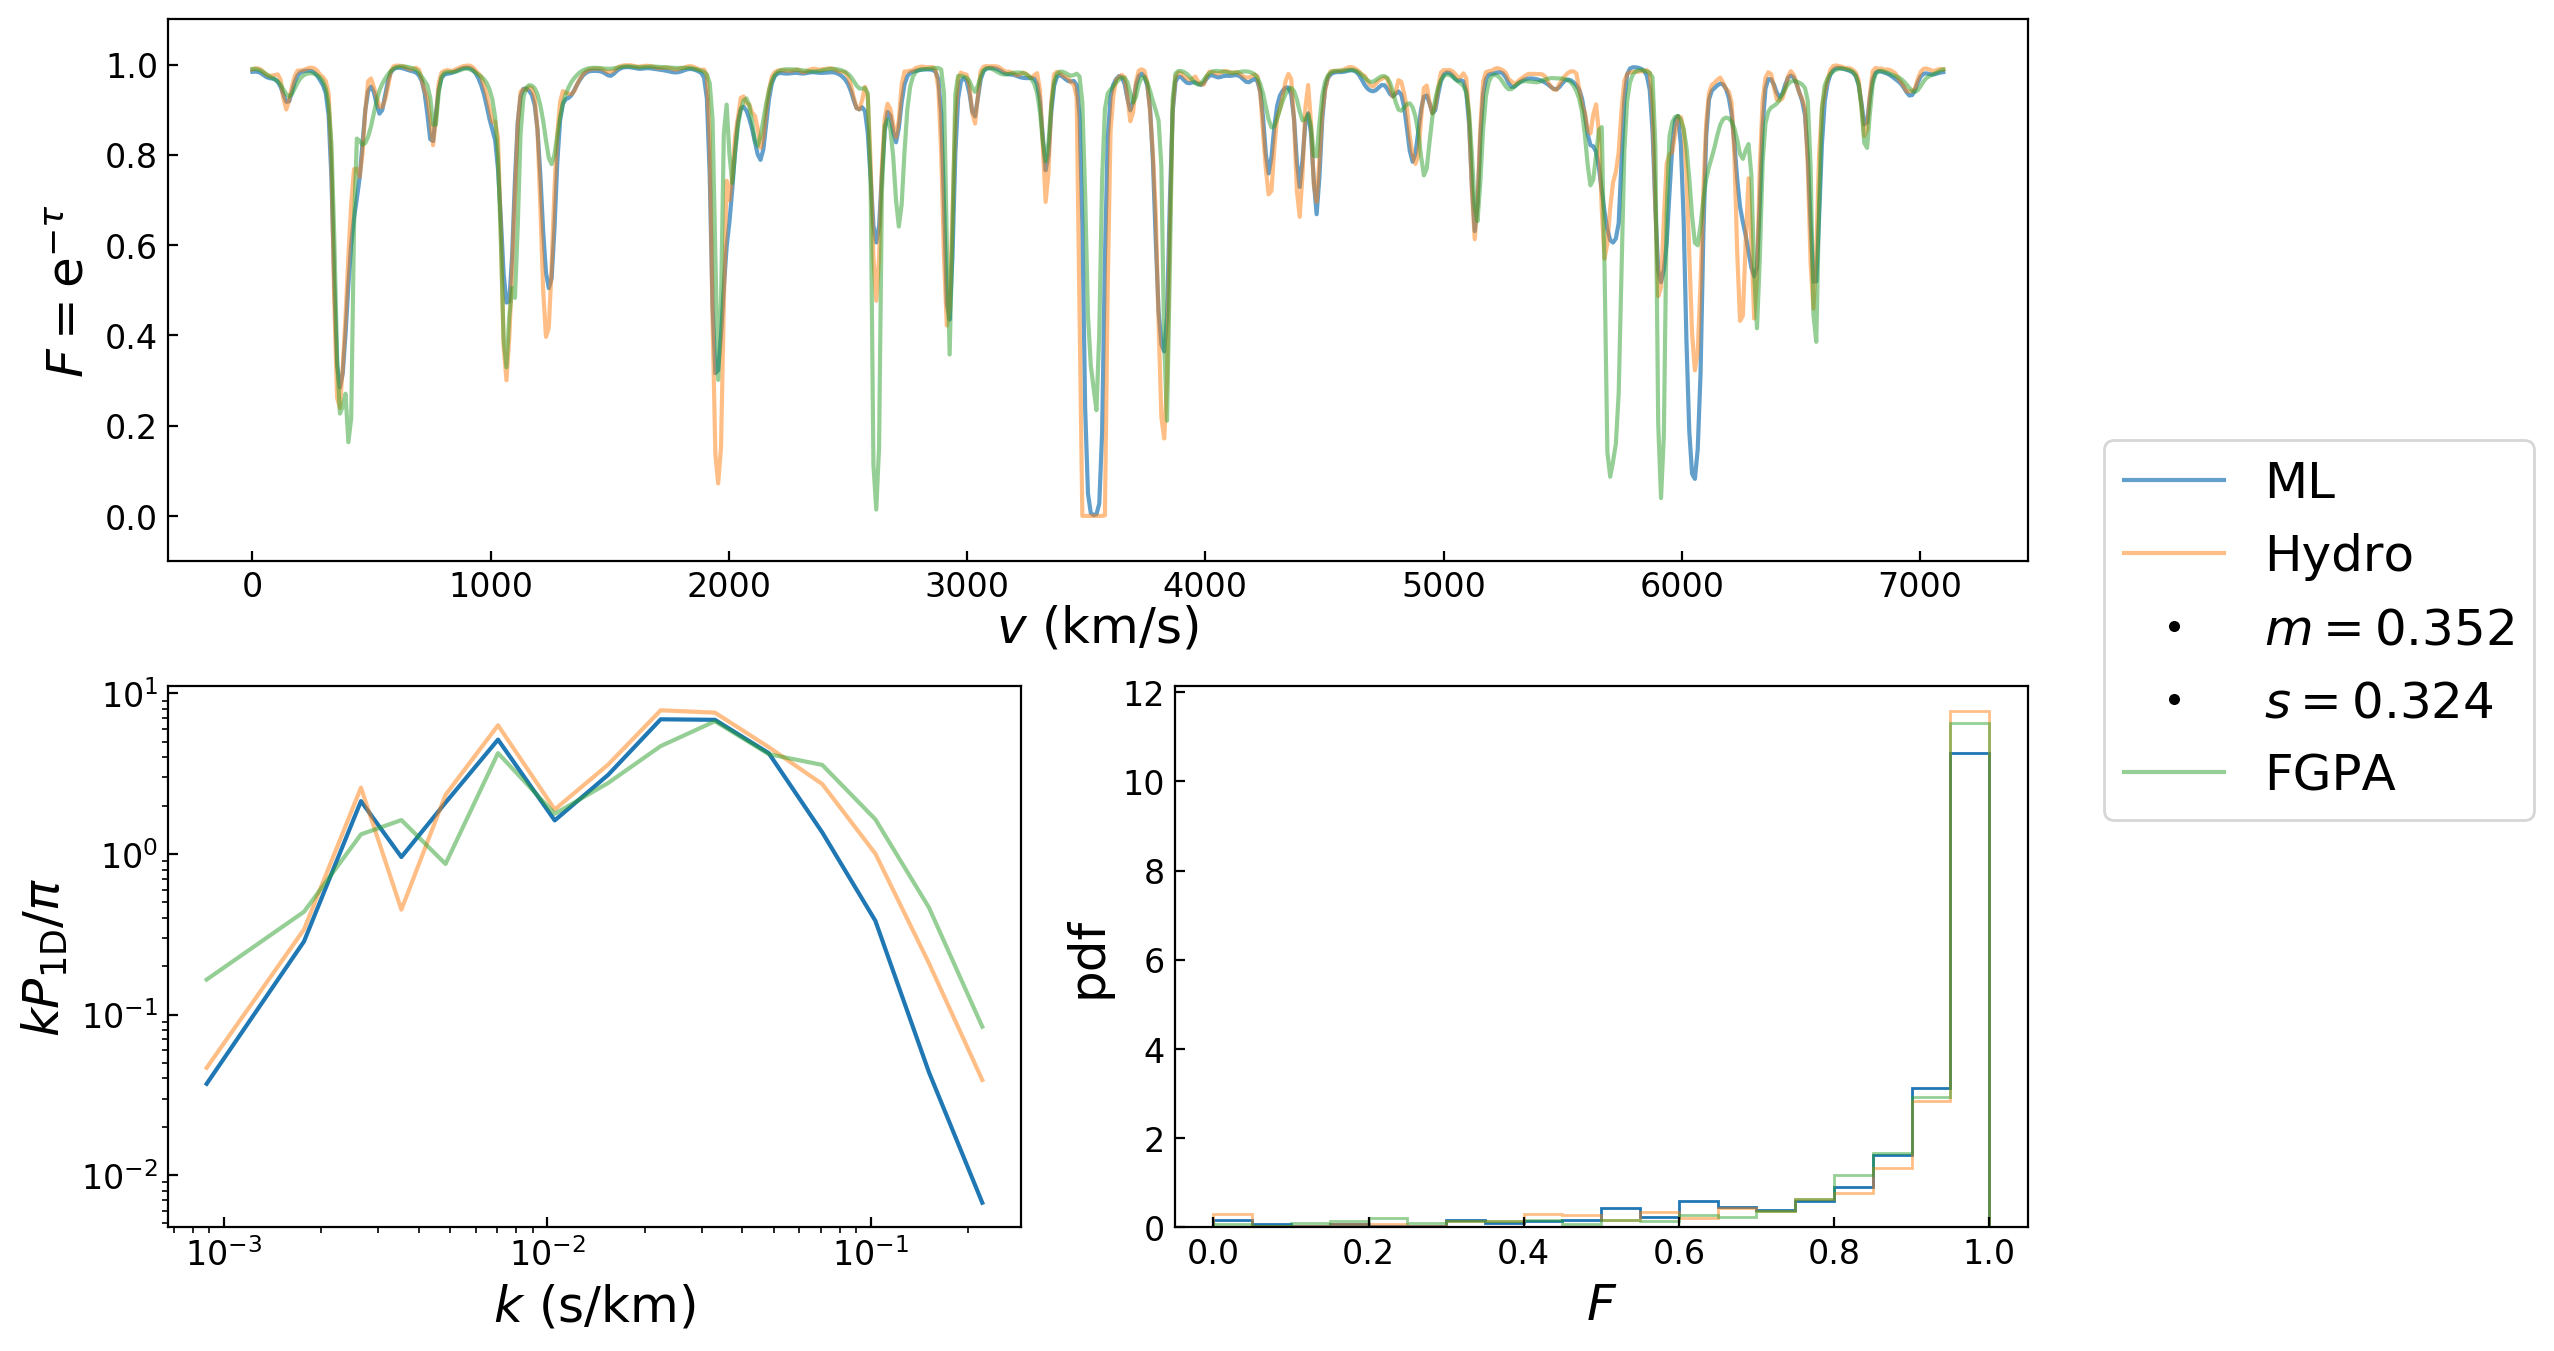 1.0
0.8
0.6
0.4
0.2
0.0
F = e^{−τ}
0 1000 2000 3000 4000 5000 6000 7000
v (km/s)
ML
Hydro
m = 0.352
s = 0.324
FGPA
10^1
10^0
10^{−1}
10^{−2}
kP_{1D}/π
10^{−3} 10^{−2} 10^{−1}
k (s/km)
12
10
8
6
4
2
0
pdf
0.0 0.2 0.4 0.6 0.8 1.0
F